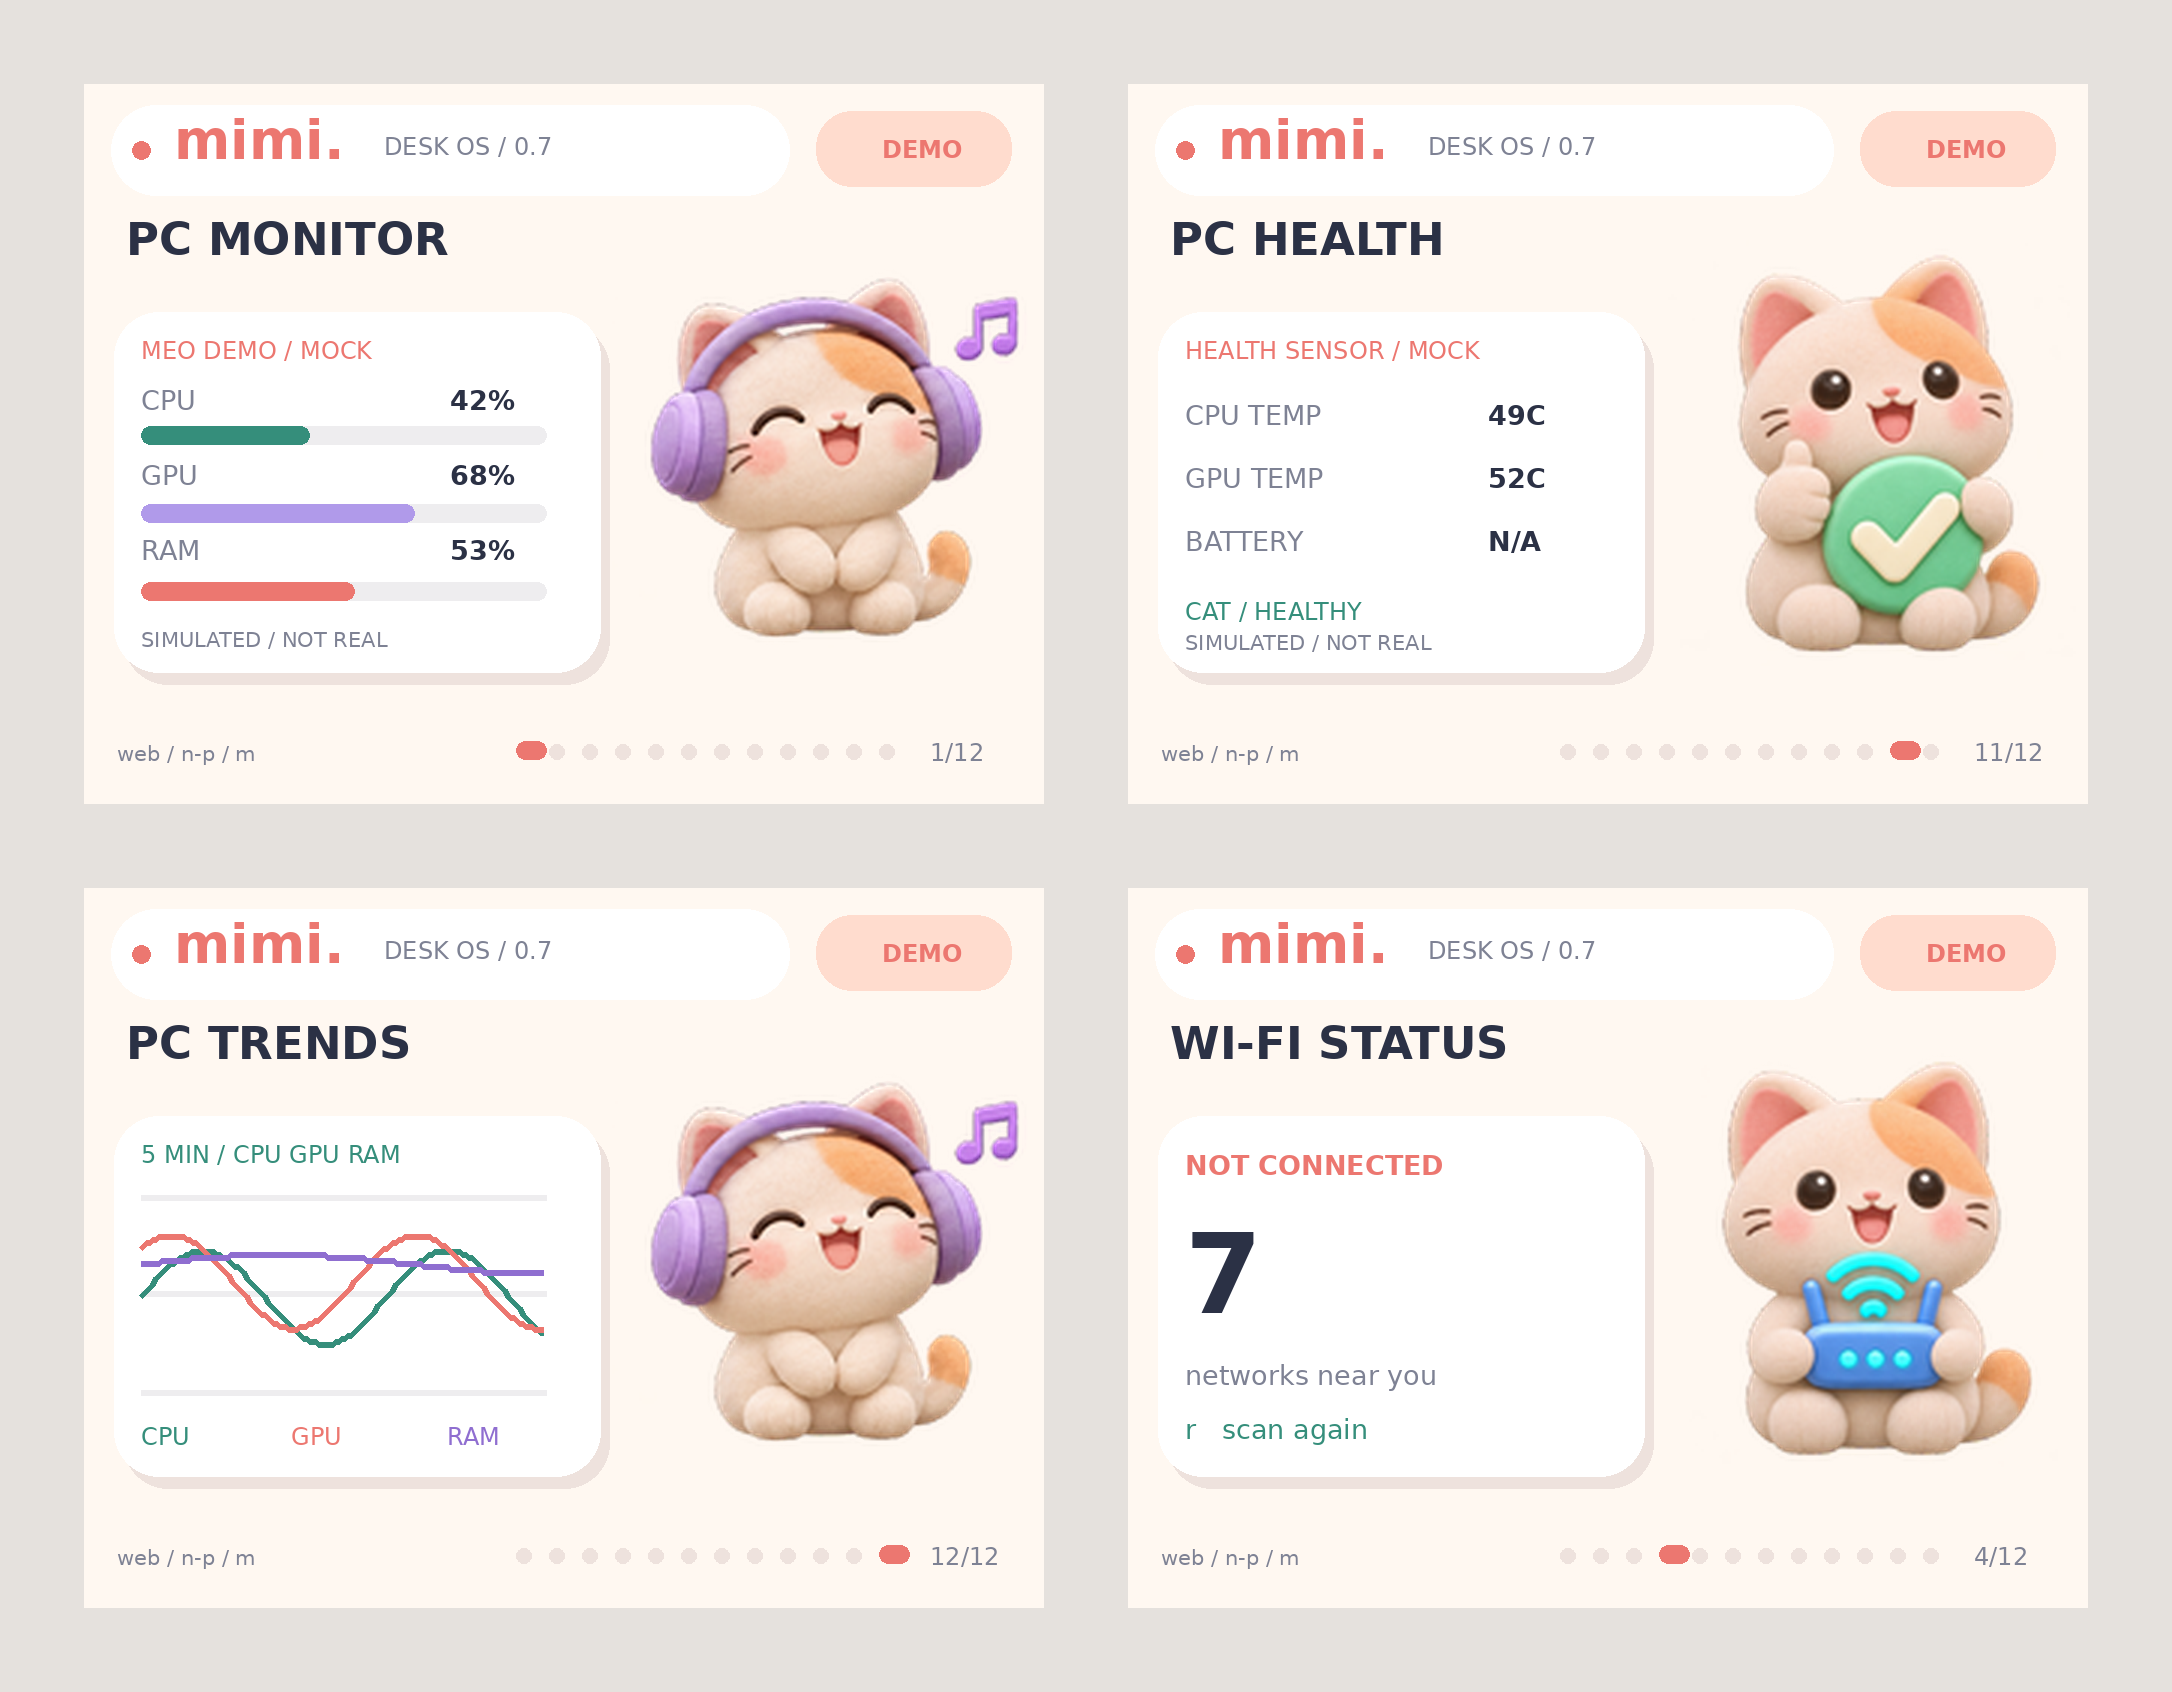 mimi. DESK OS / 0.7 DEMO
PC MONITOR
MEO DEMO / MOCK
CPU 42%
GPU 68%
RAM 53%
SIMULATED / NOT REAL
web / n-p / m 1/12
mimi. DESK OS / 0.7 DEMO
PC HEALTH
HEALTH SENSOR / MOCK
CPU TEMP 49C
GPU TEMP 52C
BATTERY N/A
CAT / HEALTHY
SIMULATED / NOT REAL
web / n-p / m 11/12
mimi. DESK OS / 0.7 DEMO
PC TRENDS
5 MIN / CPU GPU RAM
CPU GPU RAM
web / n-p / m 12/12
mimi. DESK OS / 0.7 DEMO
WI-FI STATUS
NOT CONNECTED
7
networks near you
r scan again
web / n-p / m 4/12